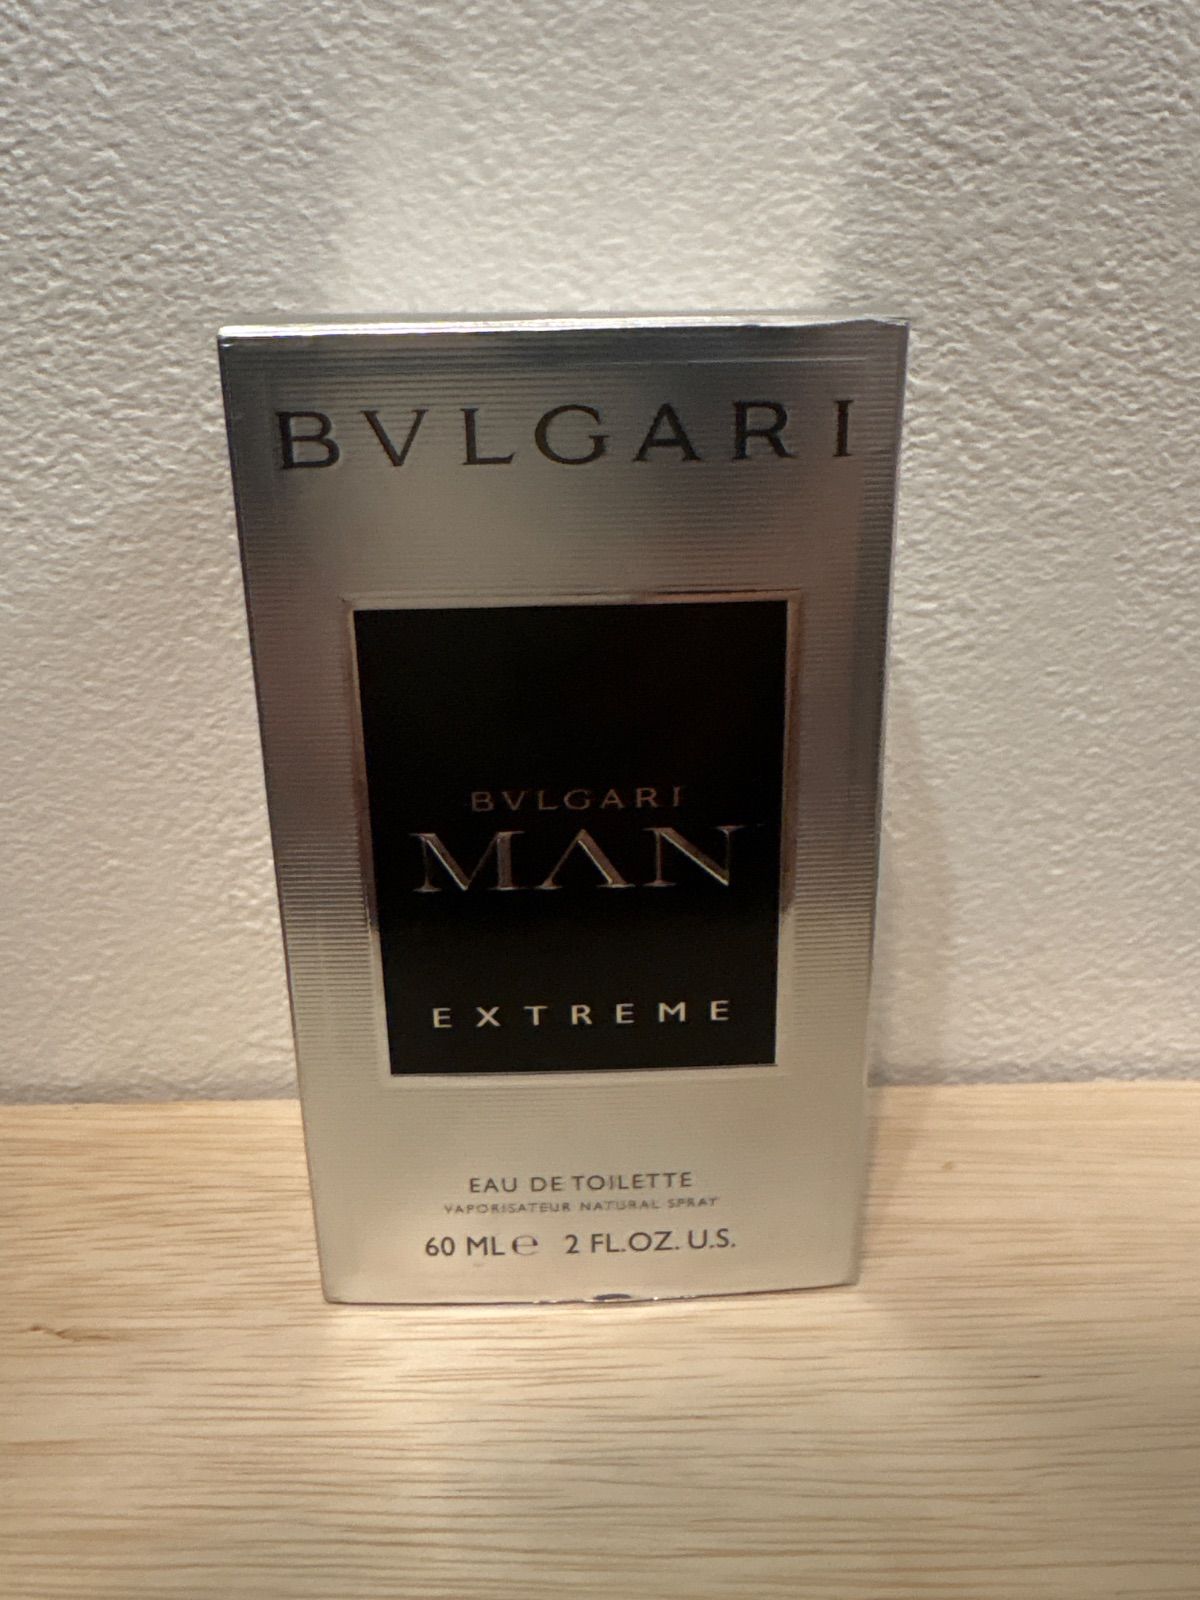 BVLGARI
BVLGARI
MAN
EXTREME
EAU DE TOILETTE
VAPORISATEUR NATURAL SPRAY
60 ML ℮ 2 FL.OZ. U.S.